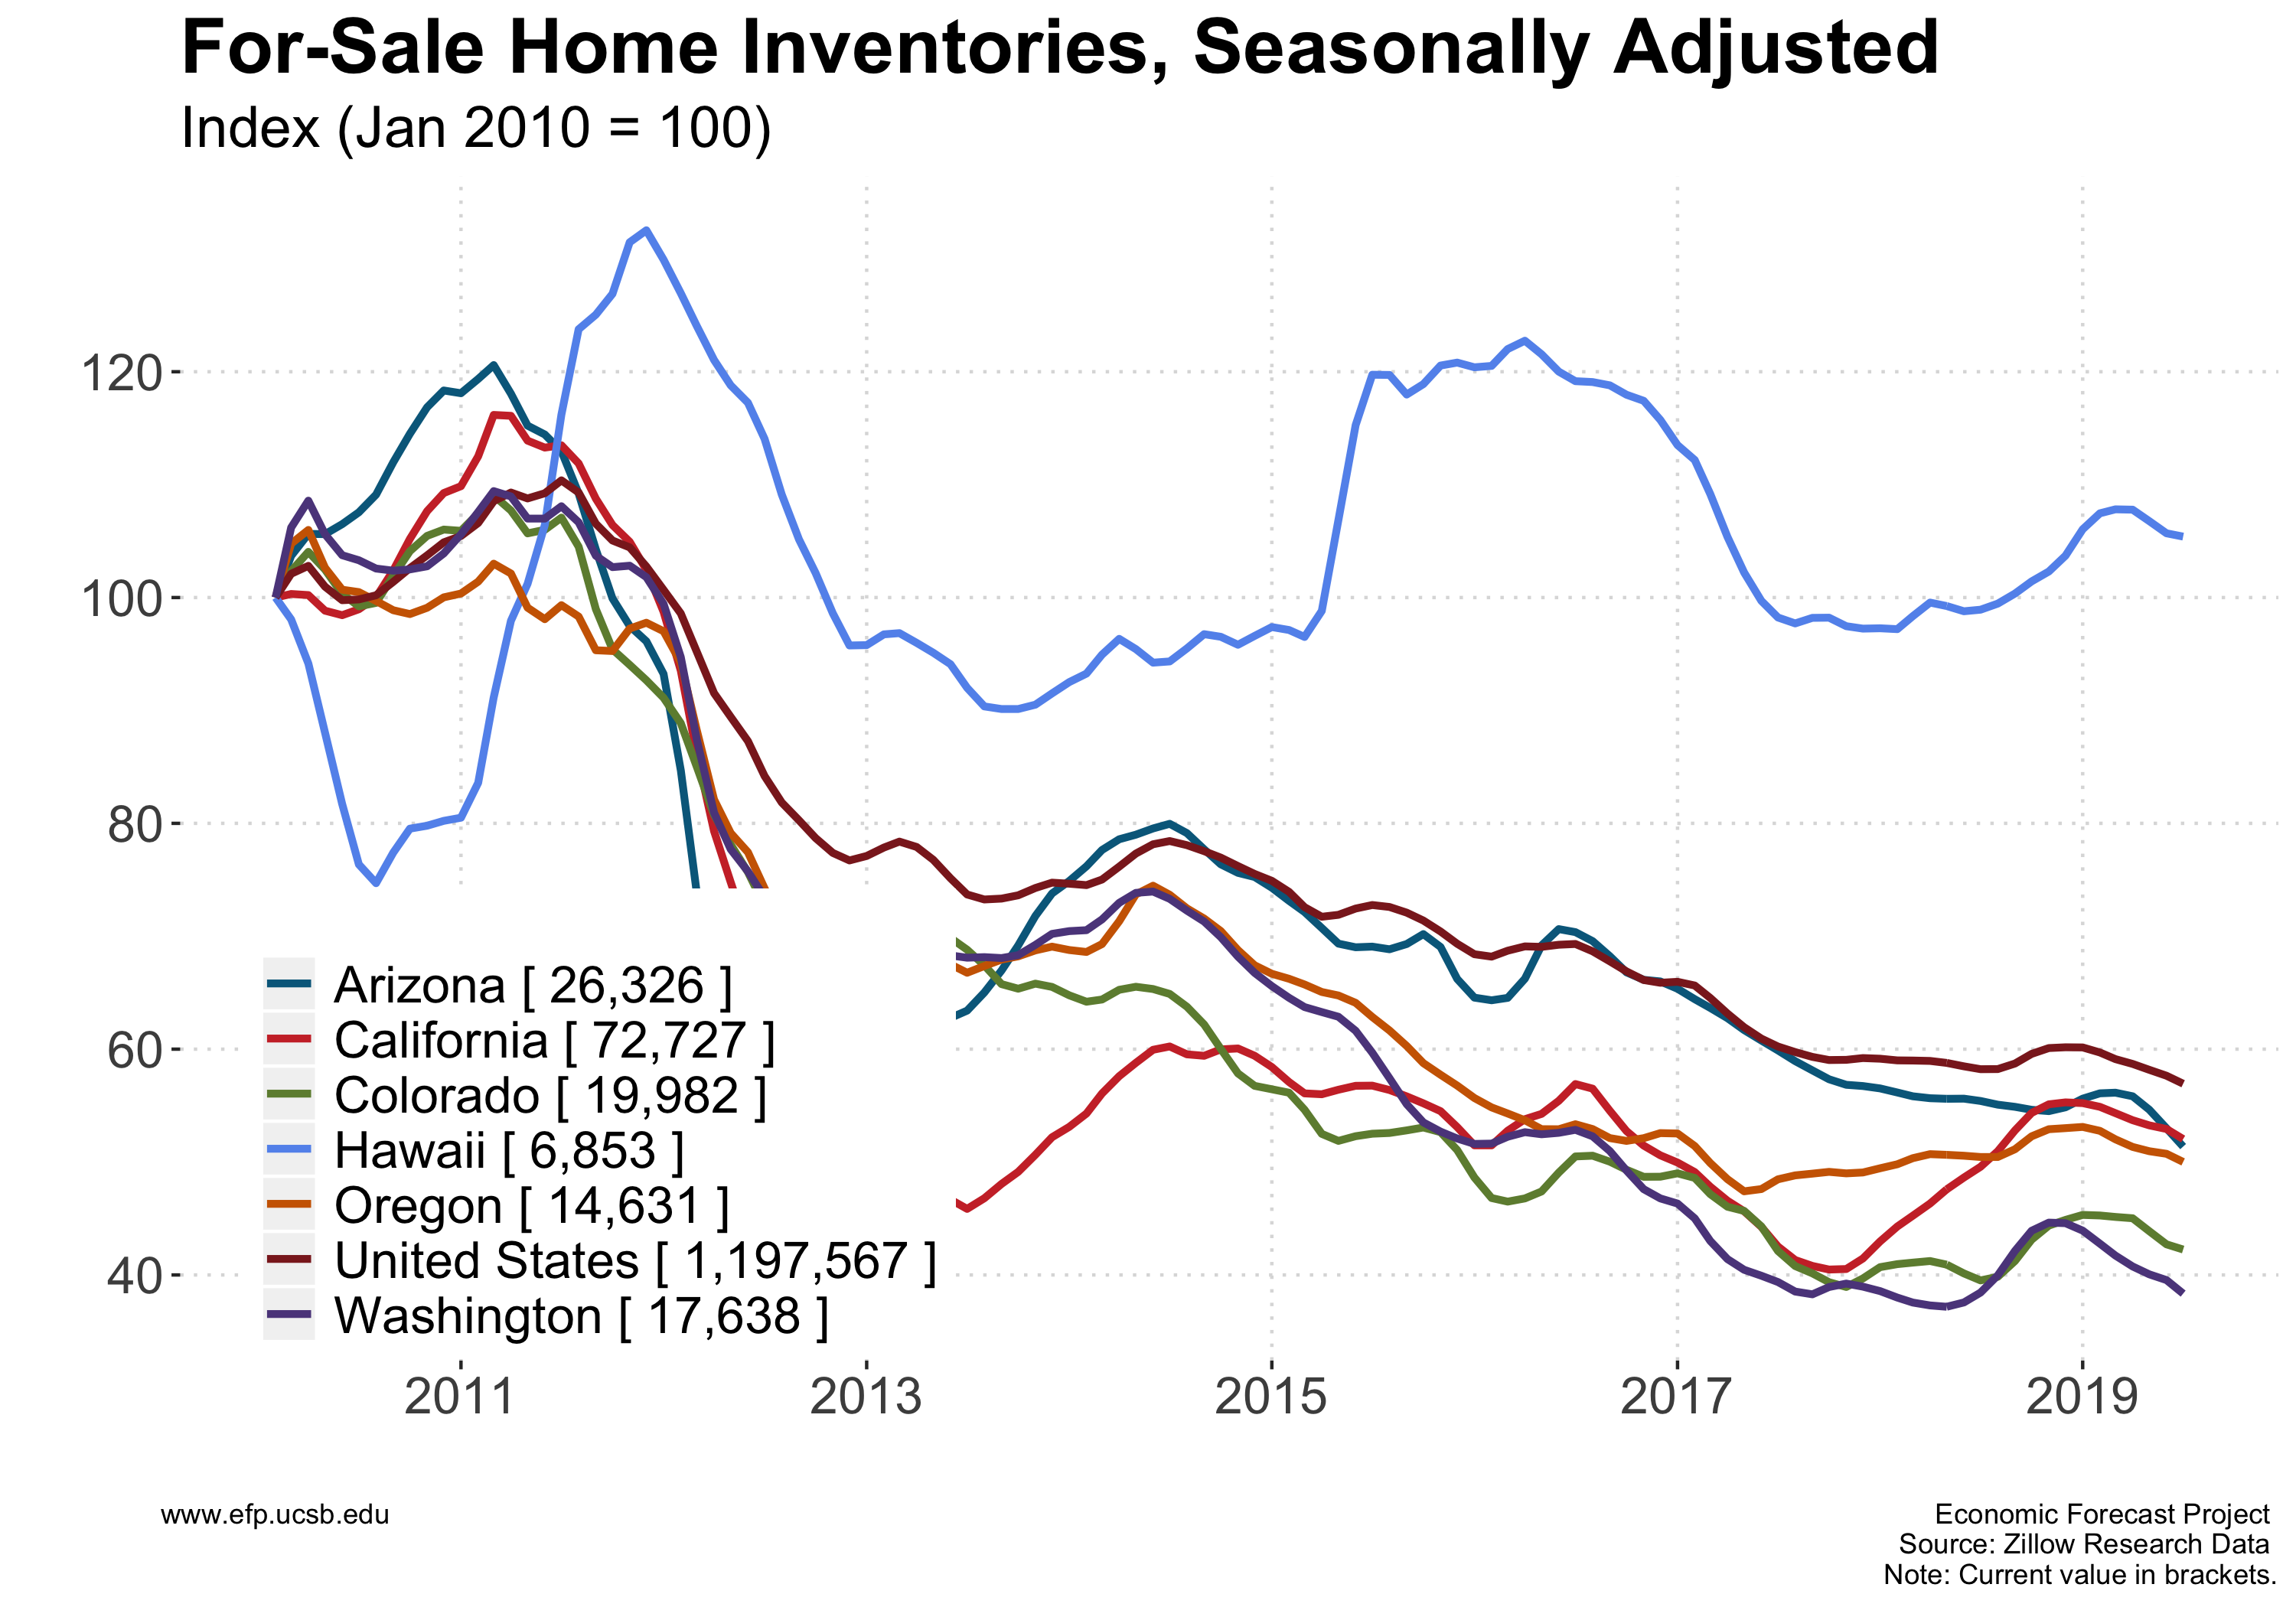 For-Sale Home Inventories, Seasonally Adjusted
Index (Jan 2010 = 100)
120
100
80
60
40
Arizona [ 26,326 ]
California [ 72,727 ]
Colorado [ 19,982 ]
Hawaii [ 6,853 ]
Oregon [ 14,631 ]
United States [ 1,197,567 ]
Washington [ 17,638 ]
2011 2013 2015 2017 2019
www.efp.ucsb.edu
Economic Forecast Project
Source: Zillow Research Data
Note: Current value in brackets.